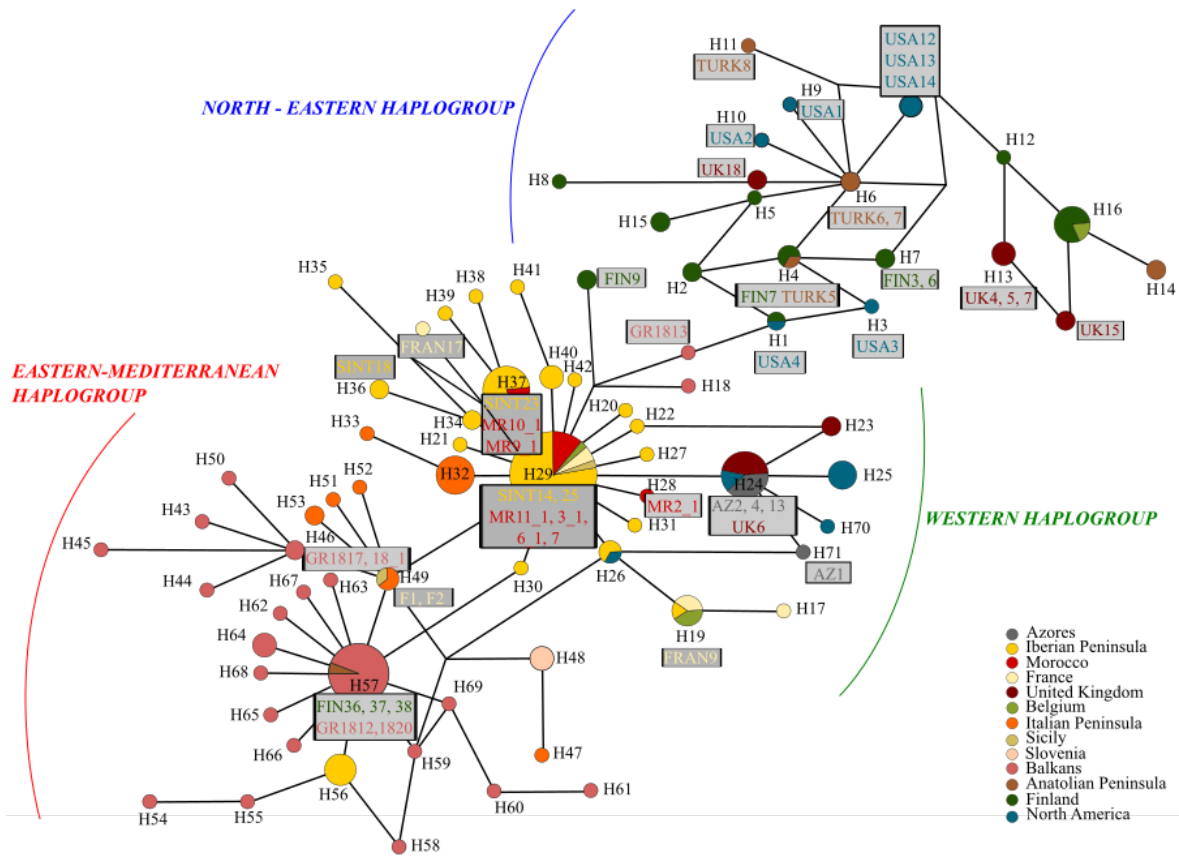 H11
TURK8
USA12
USA13
USA14
NORTH - EASTERN HAPLOGROUP
H9
USA1
H10
USA2
H12
UK18
H8
H6
H5
TURK6, 7
H16
H15
H7
FIN3, 6
H13
UK4, 5, 7
H14
H4
H2
FIN7 TURK5
H35
H38
H41
FIN9
H39
H3
USA3
UK15
GR1813
H1
USA4
FRAN17
EASTERN-MEDITERRANEAN
HAPLOGROUP
SINT18
H36
H40
H42
H37
SINT23
MR10_1
MR9_1
H18
H34
H20
H22
H33
H21
H23
H27
H50
H32
H29
H28
MR2_1
H24
H25
H52
H51
H53
SINT14, 25
MR11_1, 3_1,
6_1, 7
AZ2, 4, 13
UK6
WESTERN HAPLOGROUP
H43
H31
H70
H45
H46
GR1817, 18_1
H71
AZ1
H44
H67
H63
H49
F1, F2
H30
H26
H62
H17
H64
H19
FRAN9
H48
H68
H57
H69
FIN36, 37, 38
GR1812,1820
H65
H66
H59
H47
H56
H60
H61
H54
H55
H58
Azores
Iberian Peninsula
Morocco
France
United Kingdom
Belgium
Italian Peninsula
Sicily
Slovenia
Balkans
Anatolian Peninsula
Finland
North America